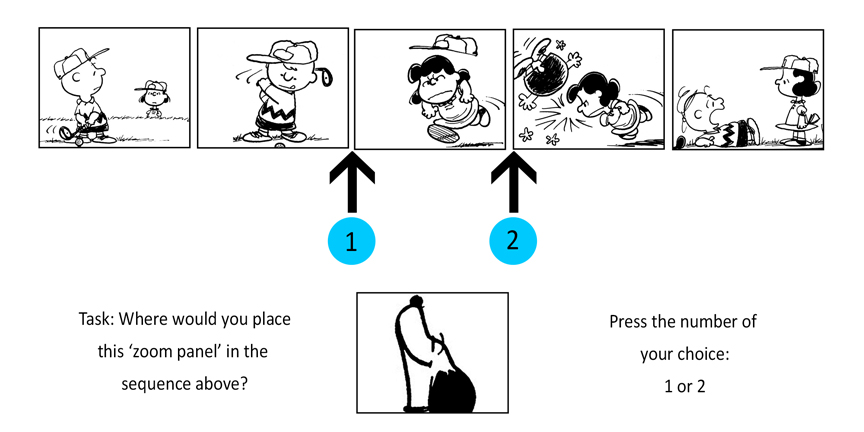 1
2
Task: Where would you place
this ‘zoom panel’ in the
sequence above?
Press the number of
your choice:
1 or 2